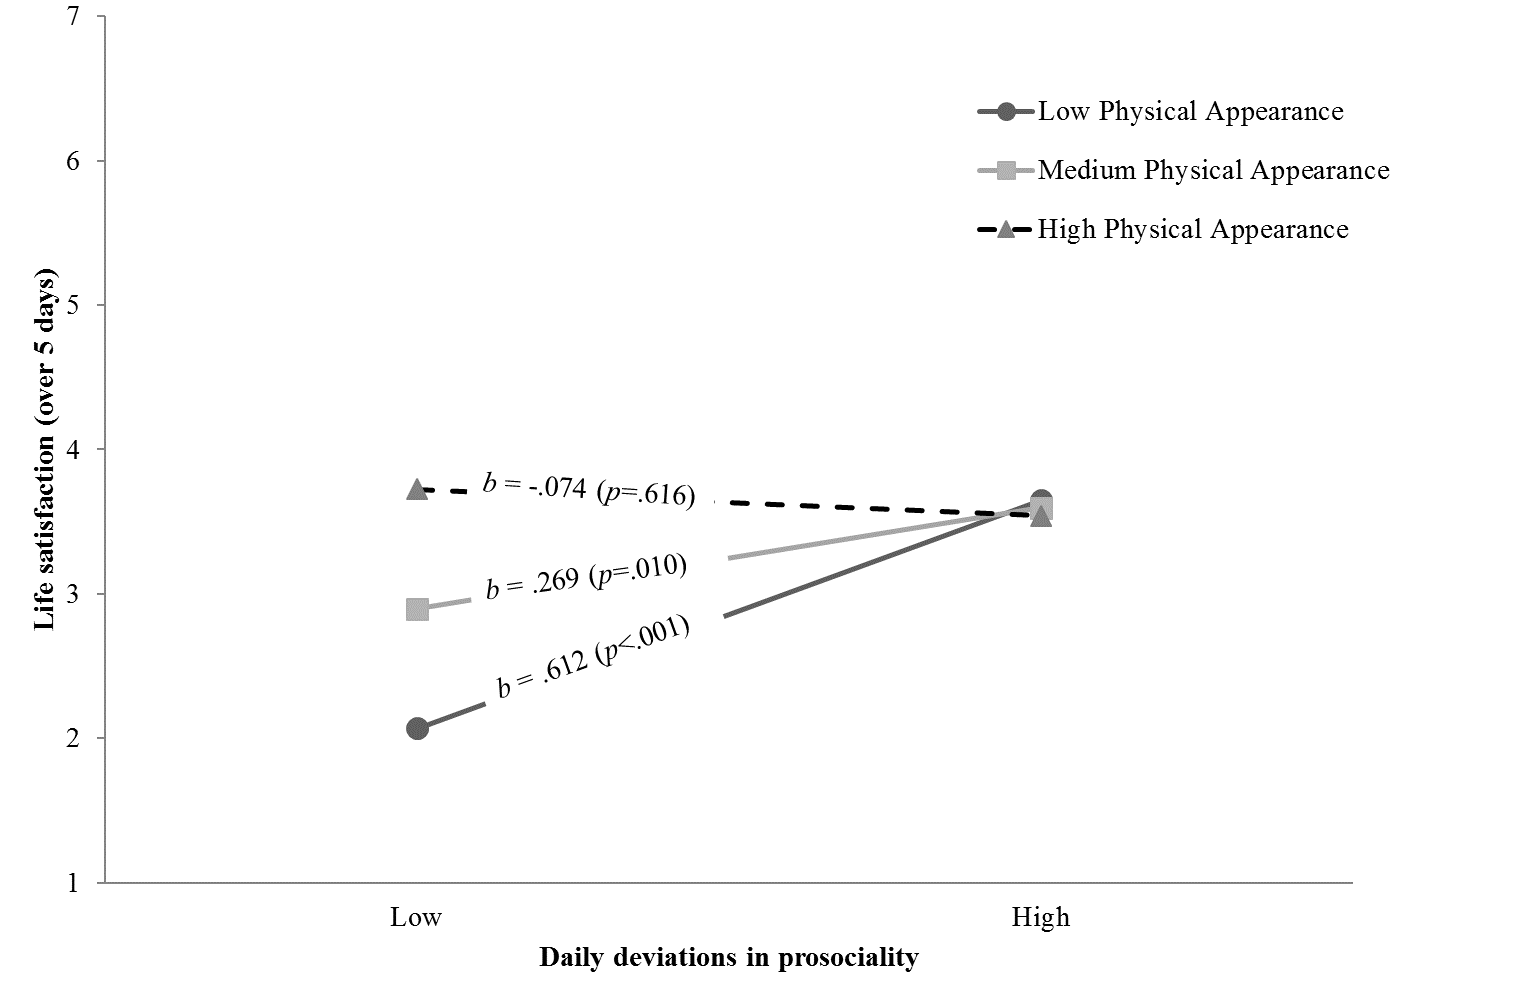 7
Low Physical Appearance
6
Medium Physical Appearance
High Physical Appearance
5
Life satisfaction (over 5 days)
4
b = -.074 (p=.616)
b = .269 (p=.010)
3
b = .612 (p<.001)
2
1
Low
High
Daily deviations in prosociality